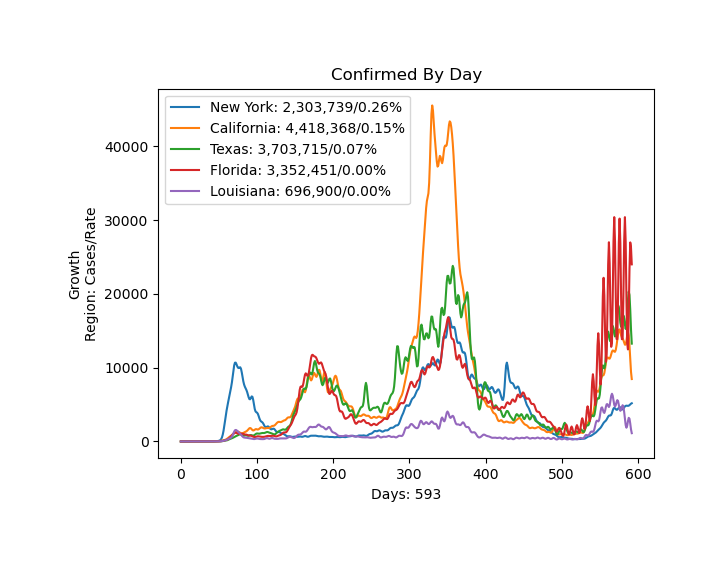 Confirmed By Day
New York: 2,303,739/0.26%
California: 4,418,368/0.15%
Texas: 3,703,715/0.07%
Florida: 3,352,451/0.00%
Louisiana: 696,900/0.00%
Growth
Region: Cases/Rate
40000
30000
20000
10000
0
0 100 200 300 400 500 600
Days: 593